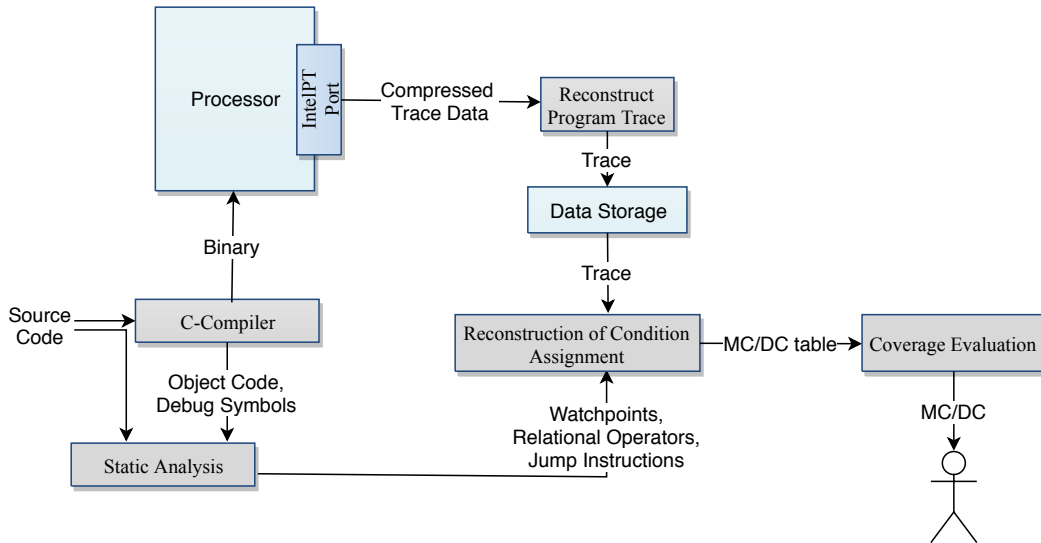 Processor
IntelPT
Port
Compressed
Trace Data
Reconstruct
Program Trace
Trace
Data Storage
Trace
Binary
Source
Code
C-Compiler
Object Code,
Debug Symbols
Static Analysis
Watchpoints,
Relational Operators,
Jump Instructions
Reconstruction of Condition
Assignment
MC/DC table
Coverage Evaluation
MC/DC